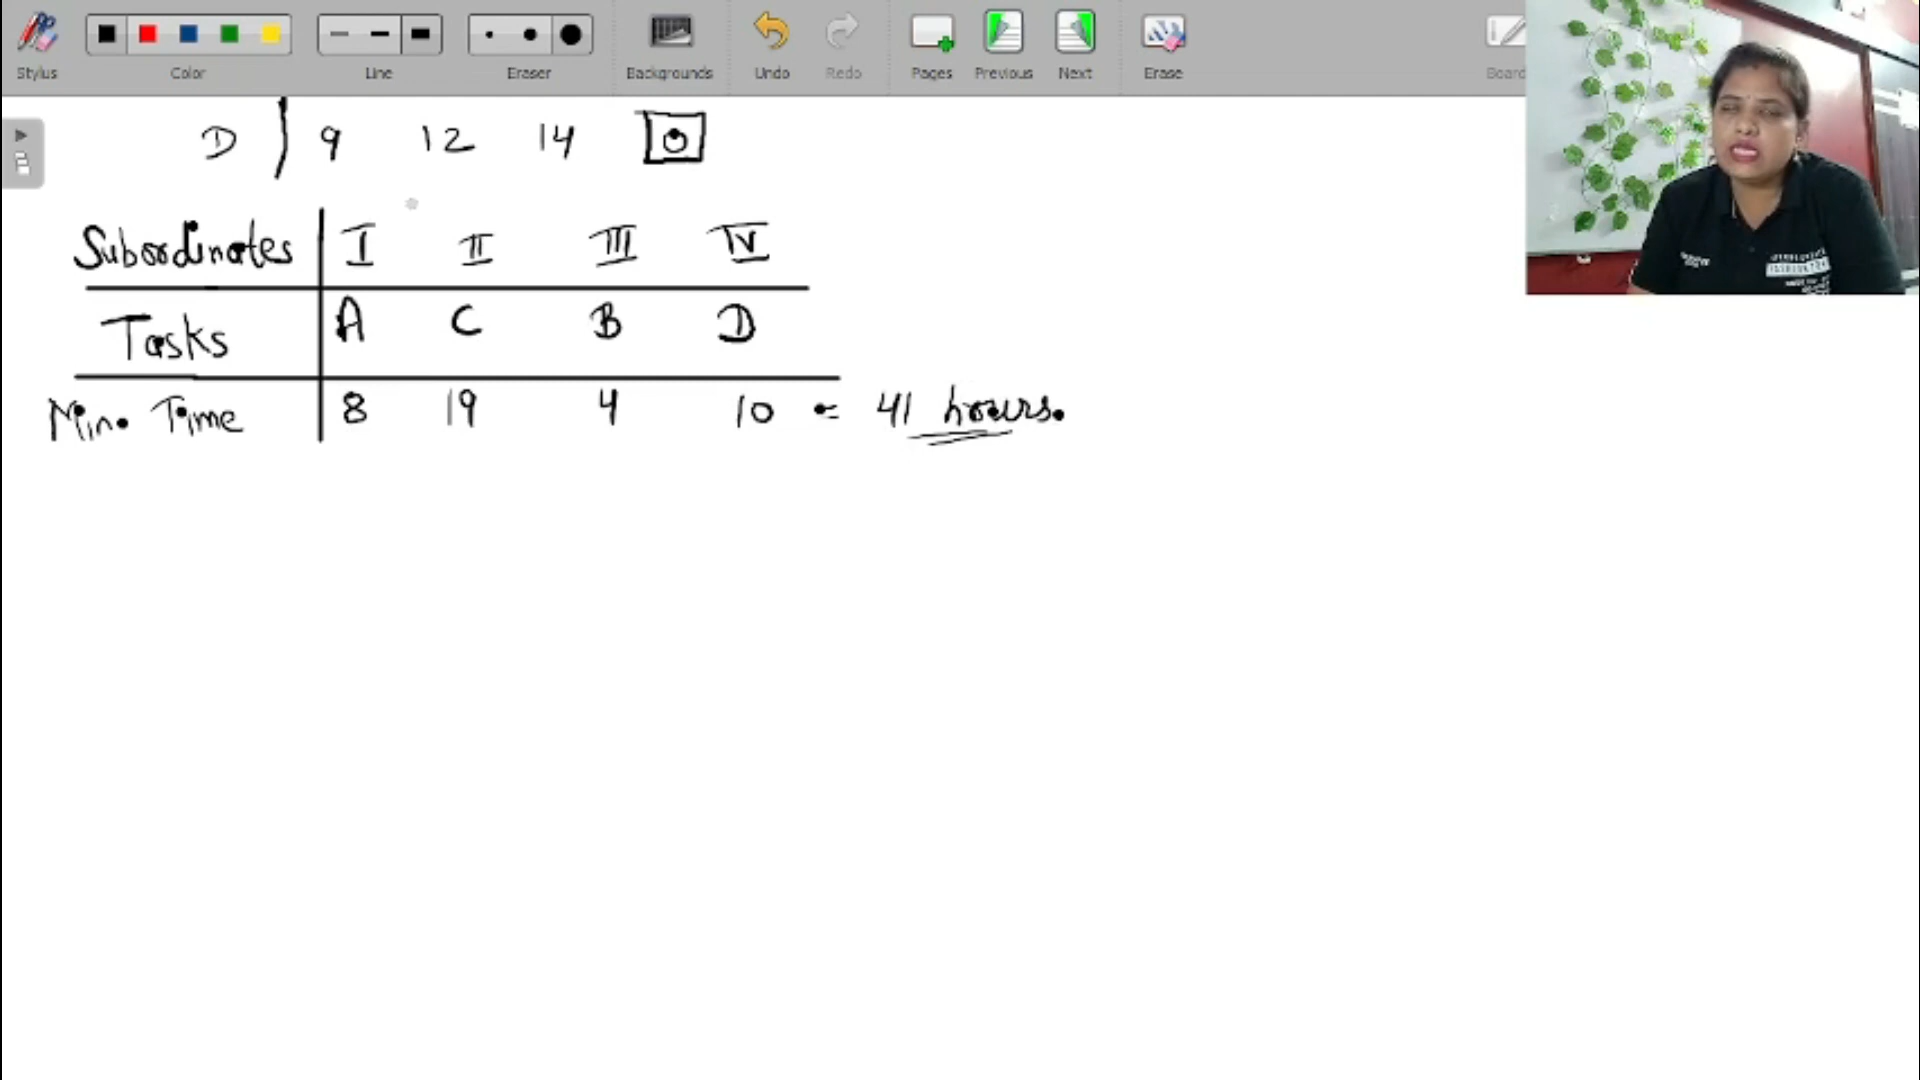 Stylus Color Line Eraser Backgrounds Undo Redo Pages Previous Next Erase Board
D | 9 12 14 0
Subordinates I II III IV
Tasks A C B D
Min. Time 8 19 4 10 = 41 hours.